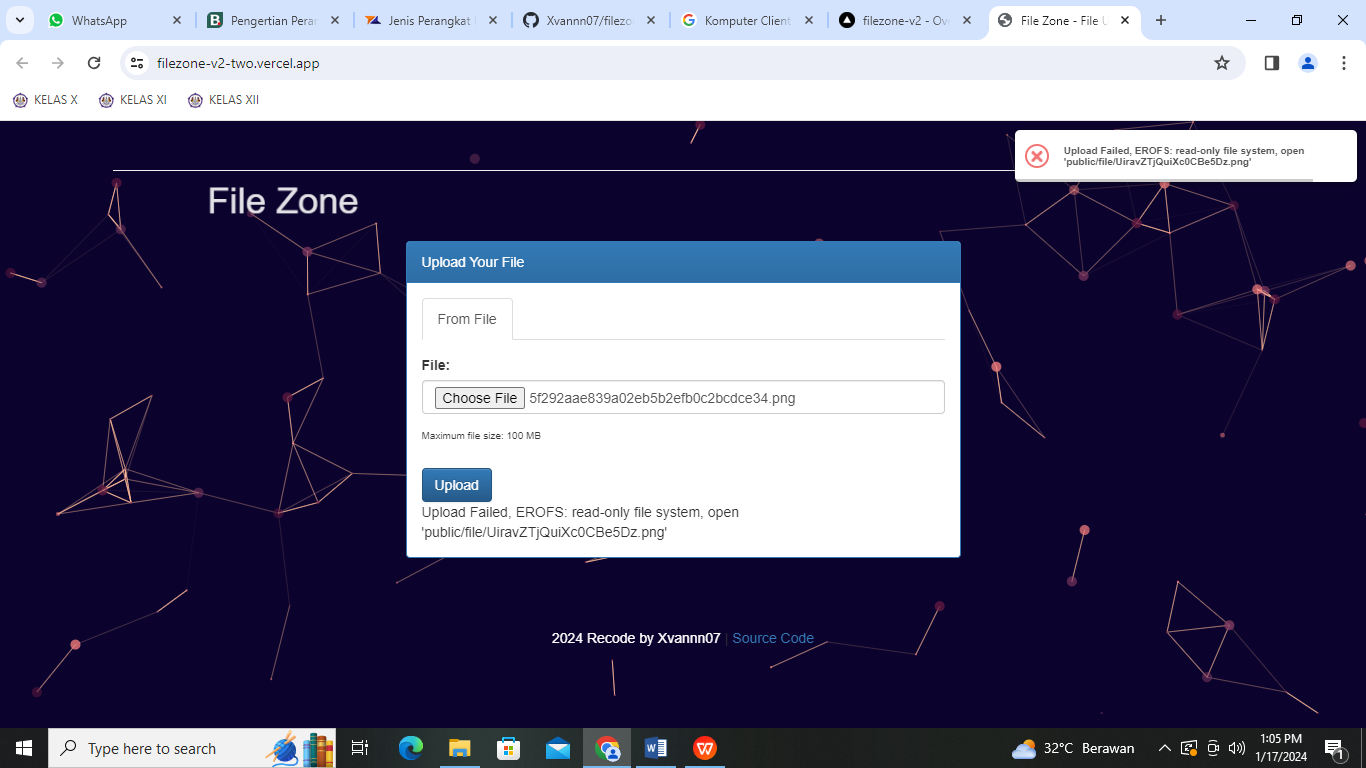 WhatsApp
Pengertian Peran
Jenis Perangkat
Xvannn07/filezo
Komputer Client
filezone-v2 - Ove
File Zone - File U
filezone-v2-two.vercel.app
KELAS X
KELAS XI
KELAS XII
Upload Failed, EROFS: read-only file system, open
'public/file/UiravZTjQuiXc0CBe5Dz.png'
File Zone
Upload Your File
From File
File:
Choose File 5f292aae839a02eb5b2efb0c2bcdce34.png
Maximum file size: 100 MB
Upload
Upload Failed, EROFS: read-only file system, open
'public/file/UiravZTjQuiXc0CBe5Dz.png'
2024 Recode by Xvannn07 | Source Code
Type here to search
32°C Berawan
1:05 PM
1/17/2024
1